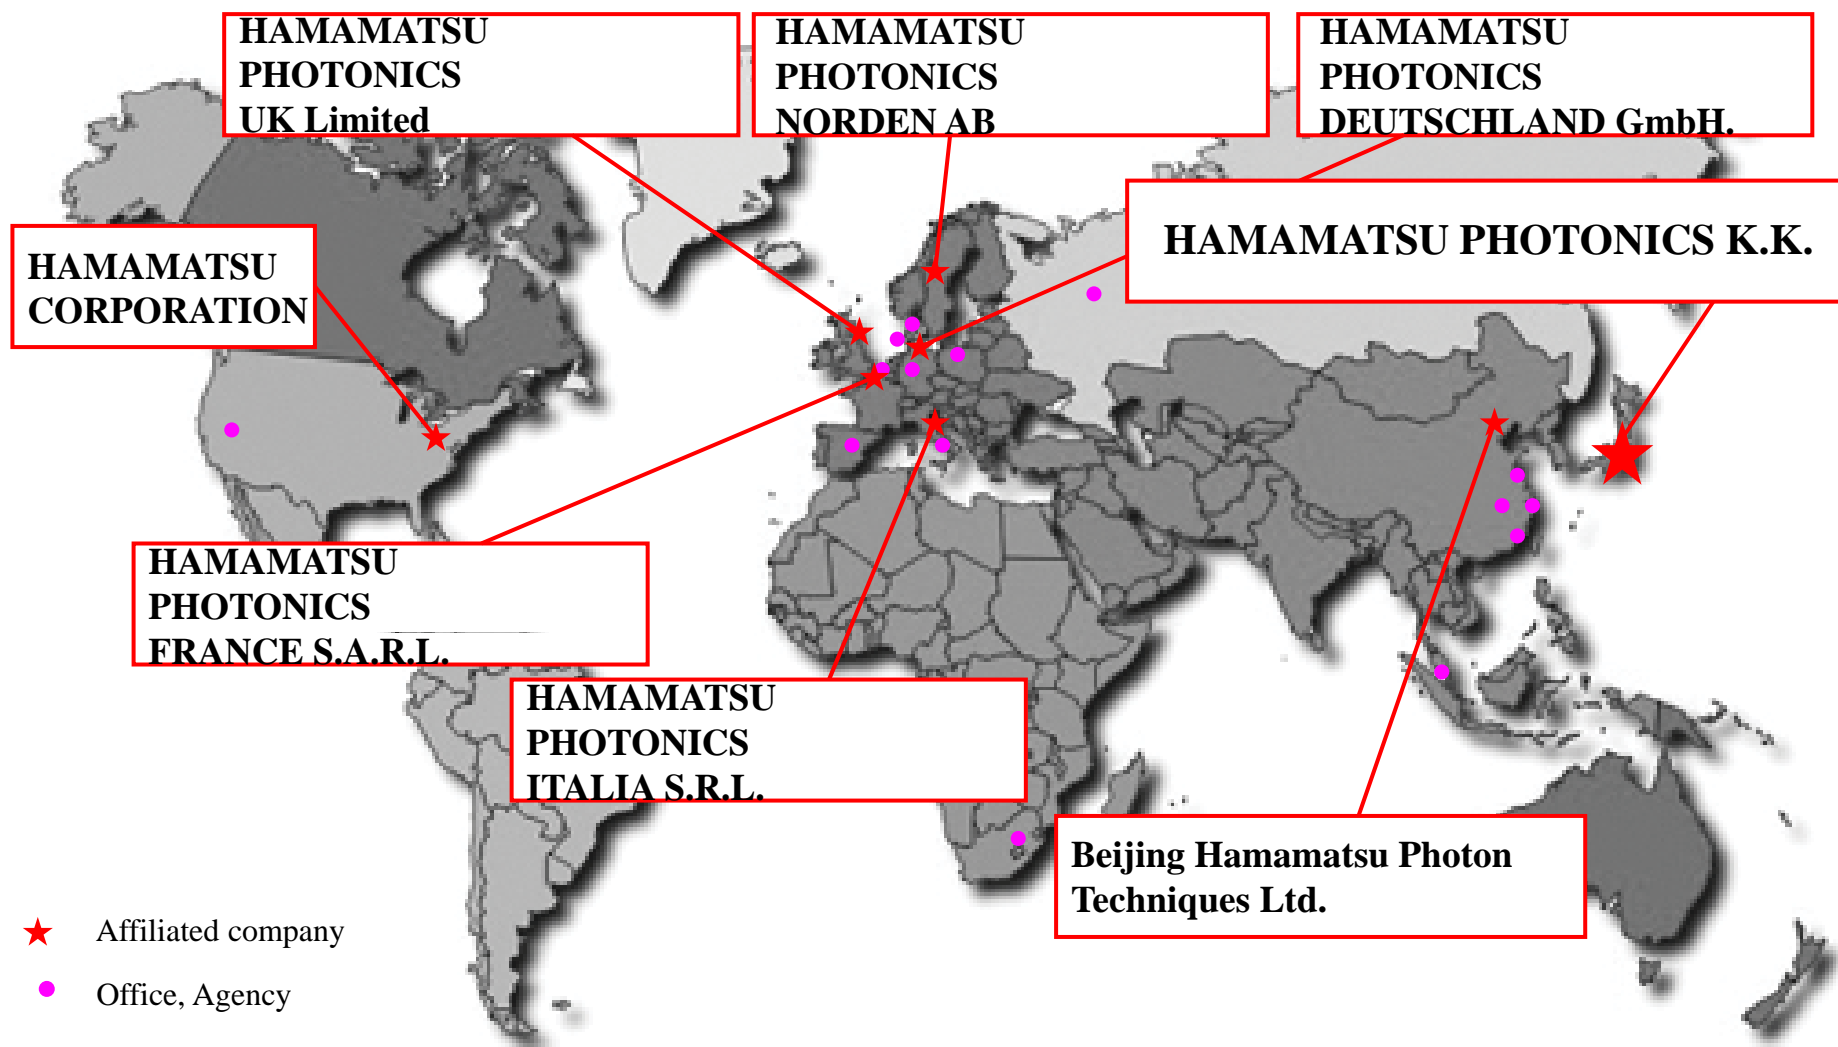 HAMAMATSU
PHOTONICS
UK Limited
HAMAMATSU
PHOTONICS
NORDEN AB
HAMAMATSU
PHOTONICS
DEUTSCHLAND GmbH.
HAMAMATSU PHOTONICS K.K.
HAMAMATSU
CORPORATION
HAMAMATSU
PHOTONICS
FRANCE S.A.R.L.
HAMAMATSU
PHOTONICS
ITALIA S.R.L.
Beijing Hamamatsu Photon
Techniques Ltd.
Affiliated company
Office, Agency